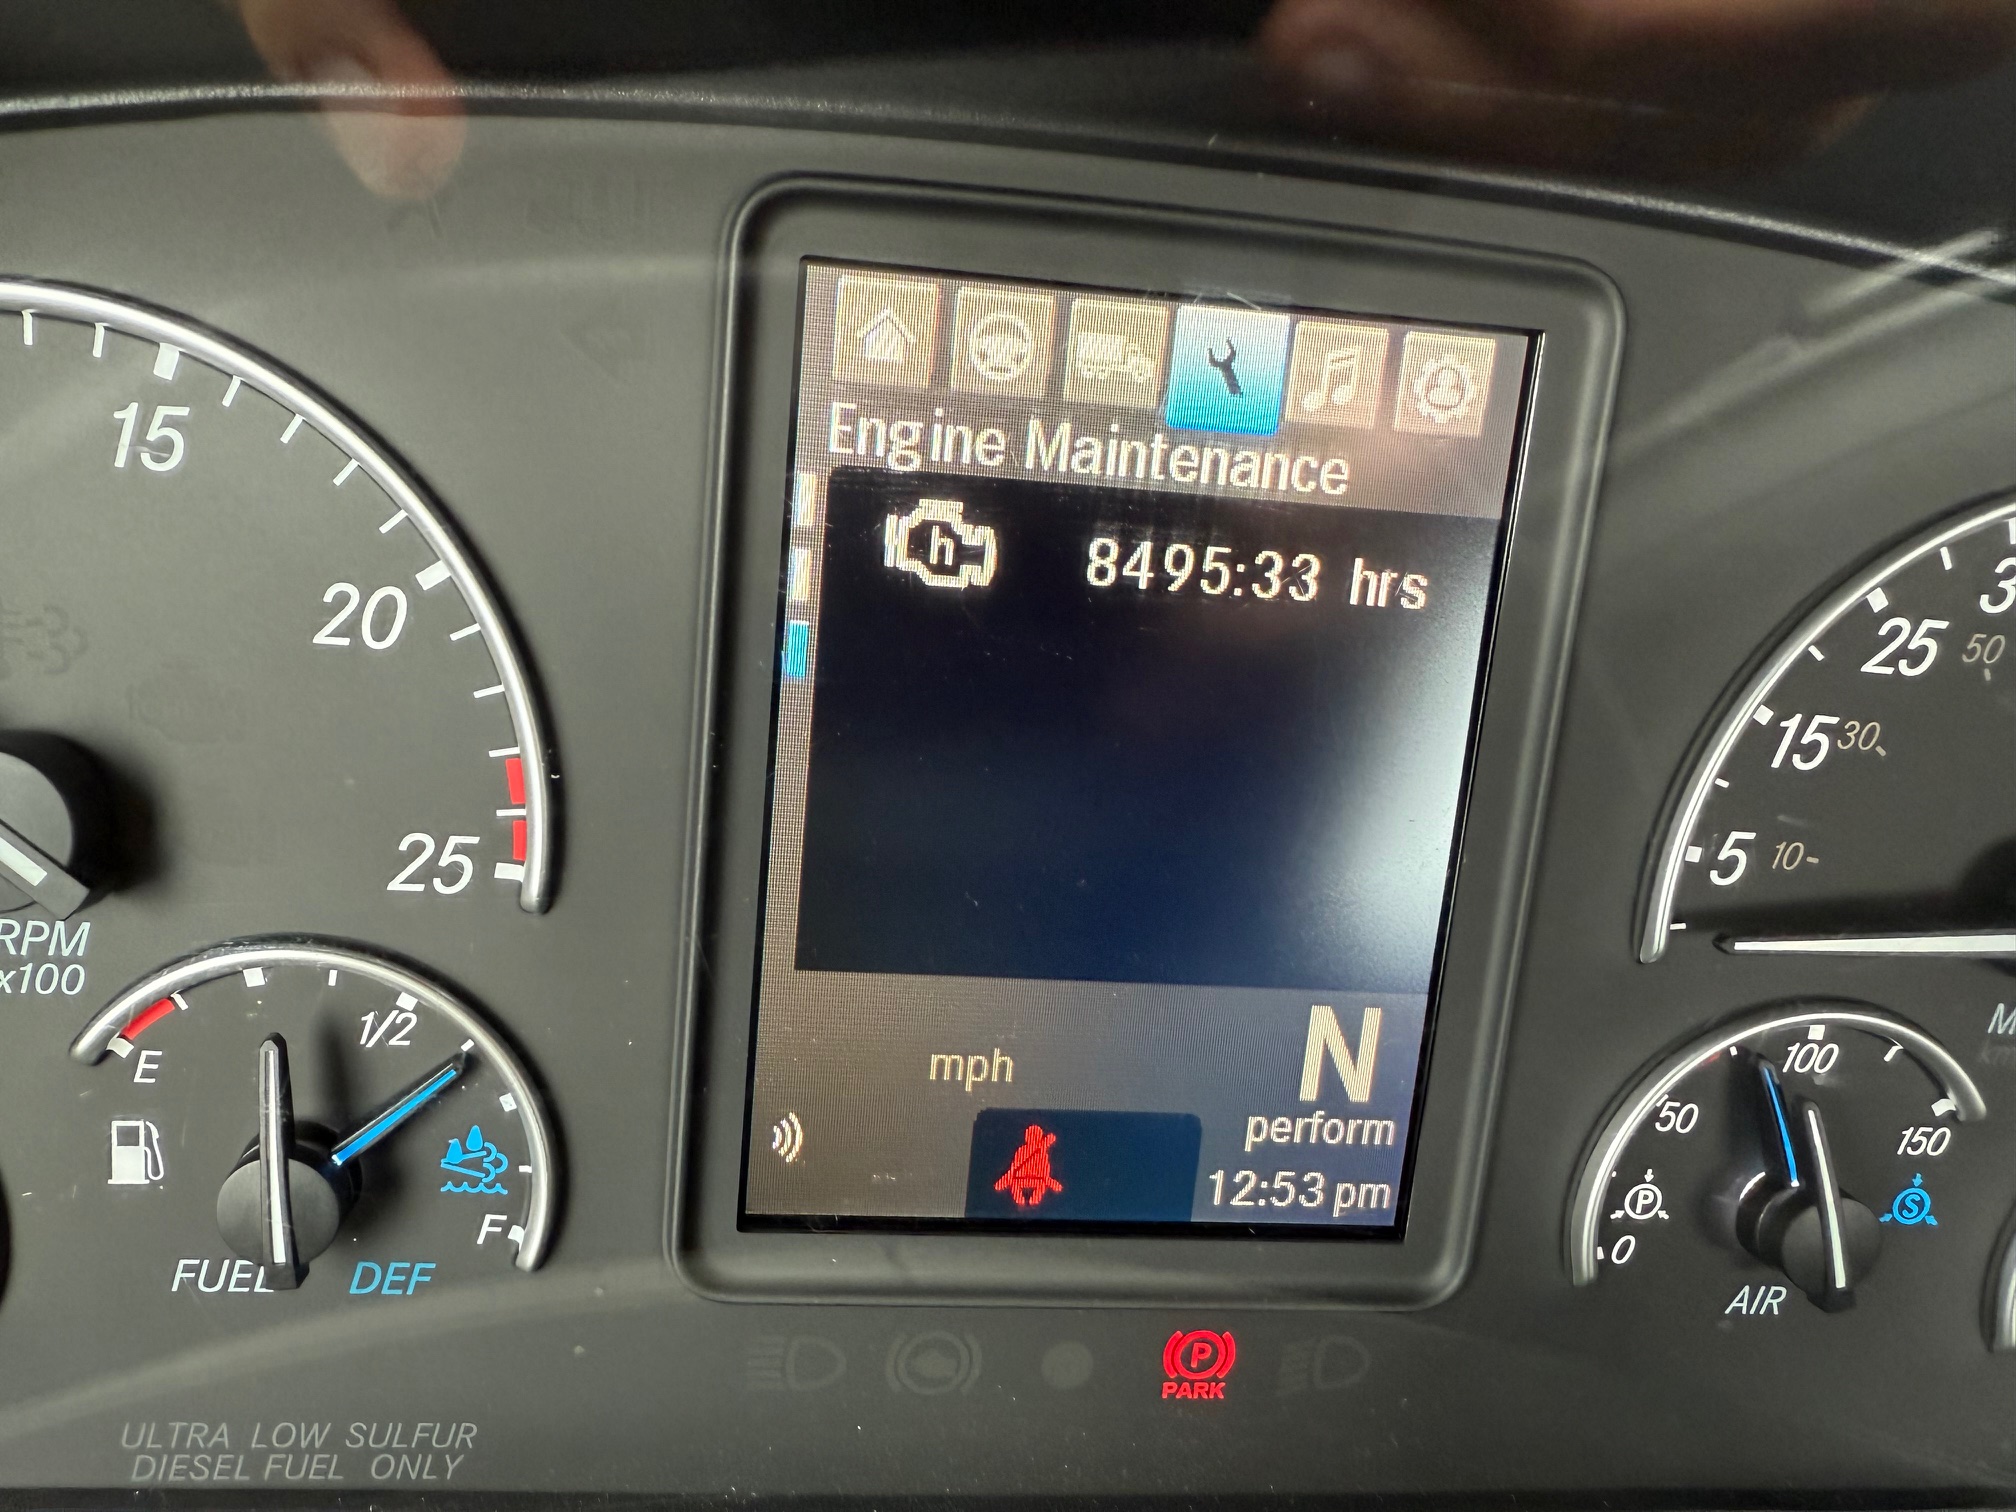 Engine Maintenance
h
8495:33 hrs
N
mph
perform
12:53 pm
15
20
25
RPM
x100
E
1/2
F
FUEL
DEF
ULTRA LOW SULFUR
DIESEL FUEL ONLY
P
PARK
25
50
15
30
5
10
0
50
100
150
P
S
AIR